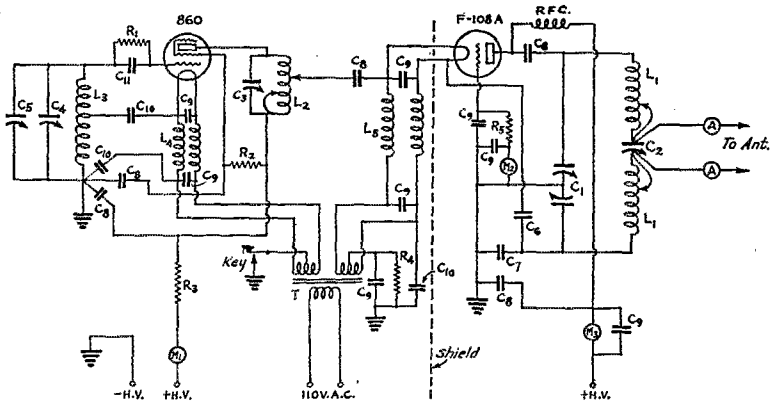 860
F-108A
R.F.C.
R1
C11
C8
C5
C4
L3
C10
C9
L4
C3
L2
C8
C9
L5
C9
R5
C9
M2
L1
C2
A
To Ant.
A
L1
C1
C10
C8
C8
C9
R2
C9
C6
C7
C8
Key
T
C9
R4
C10
R3
M1
M3
C9
shield
-H.V.
+H.V.
110V.A.C.
+H.V.